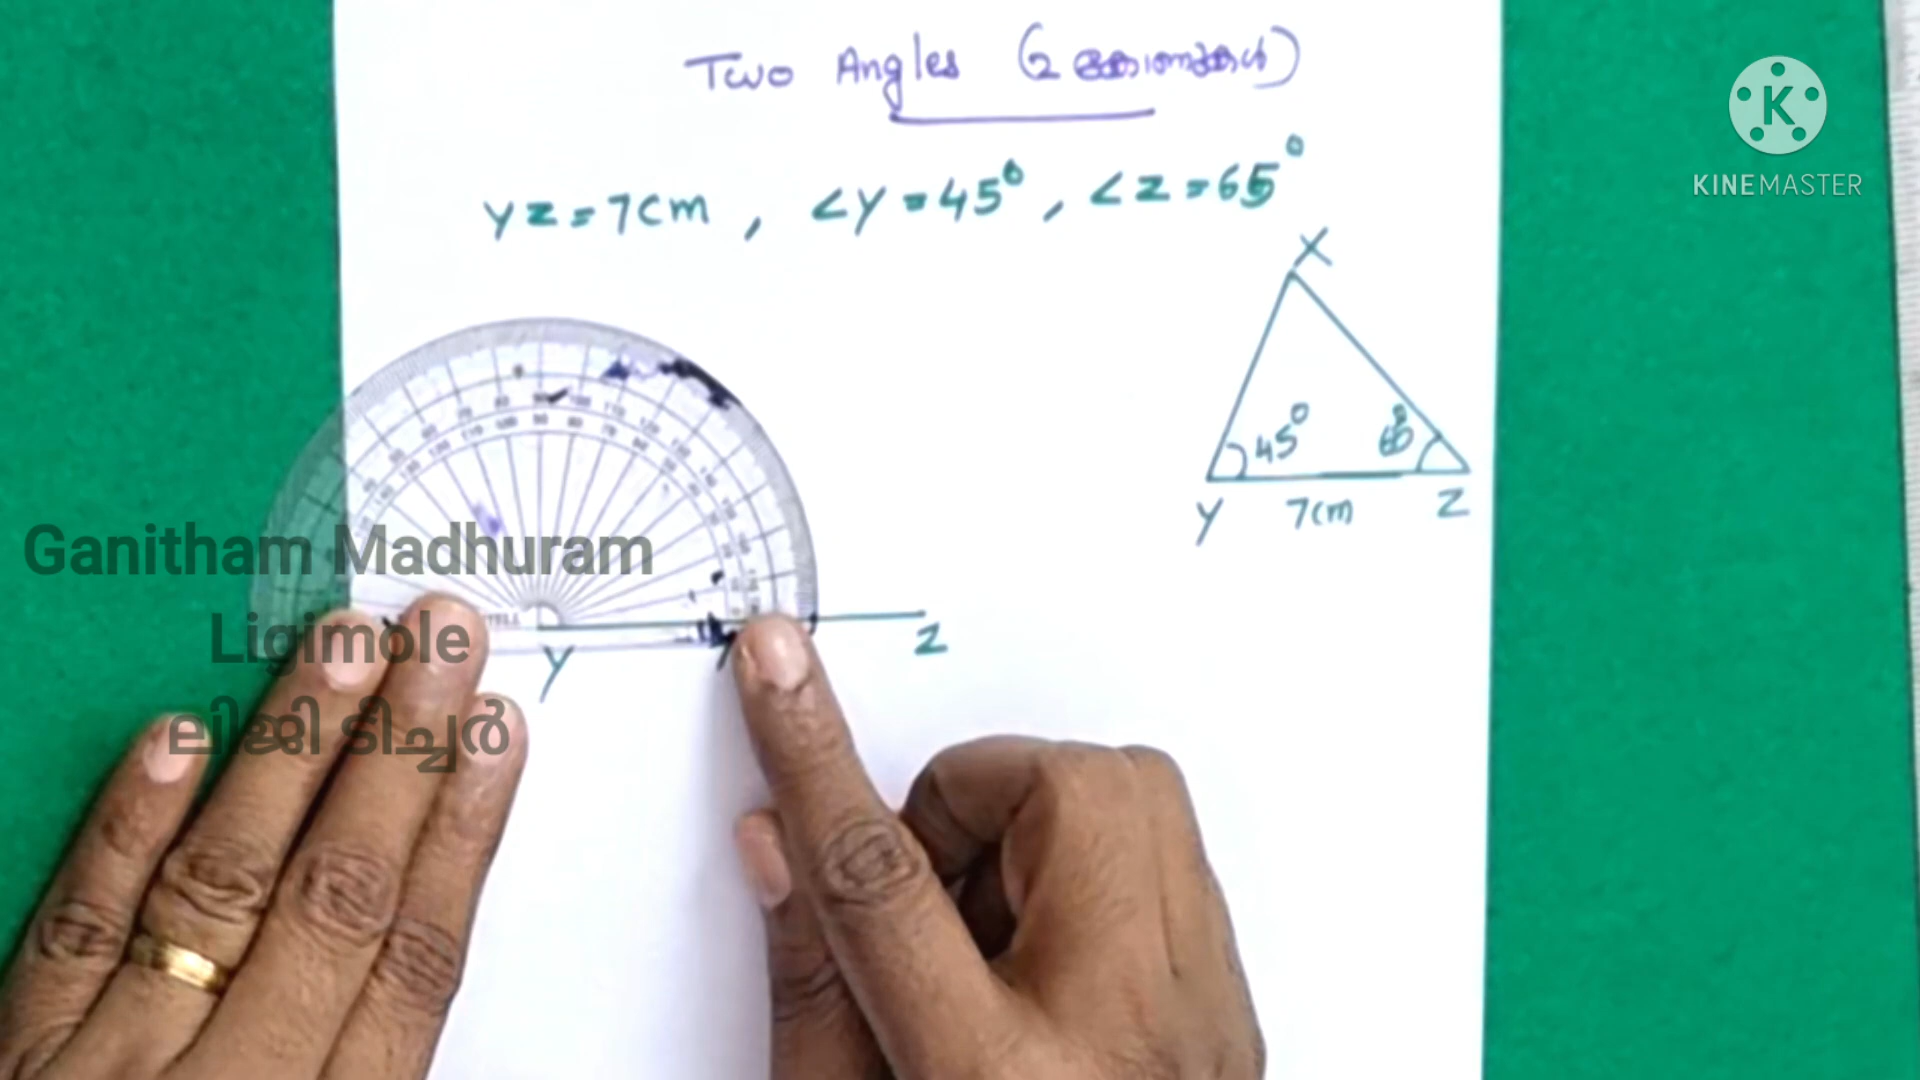 Two Angles (2 കോണുകൾ)
YZ = 7cm , ∠Y = 45° , ∠Z = 65°
X
45°
Y 7cm Z
Y Z
KINEMASTER
Ganitham Madhuram
Ligimole
ലിജി ടീച്ചർ